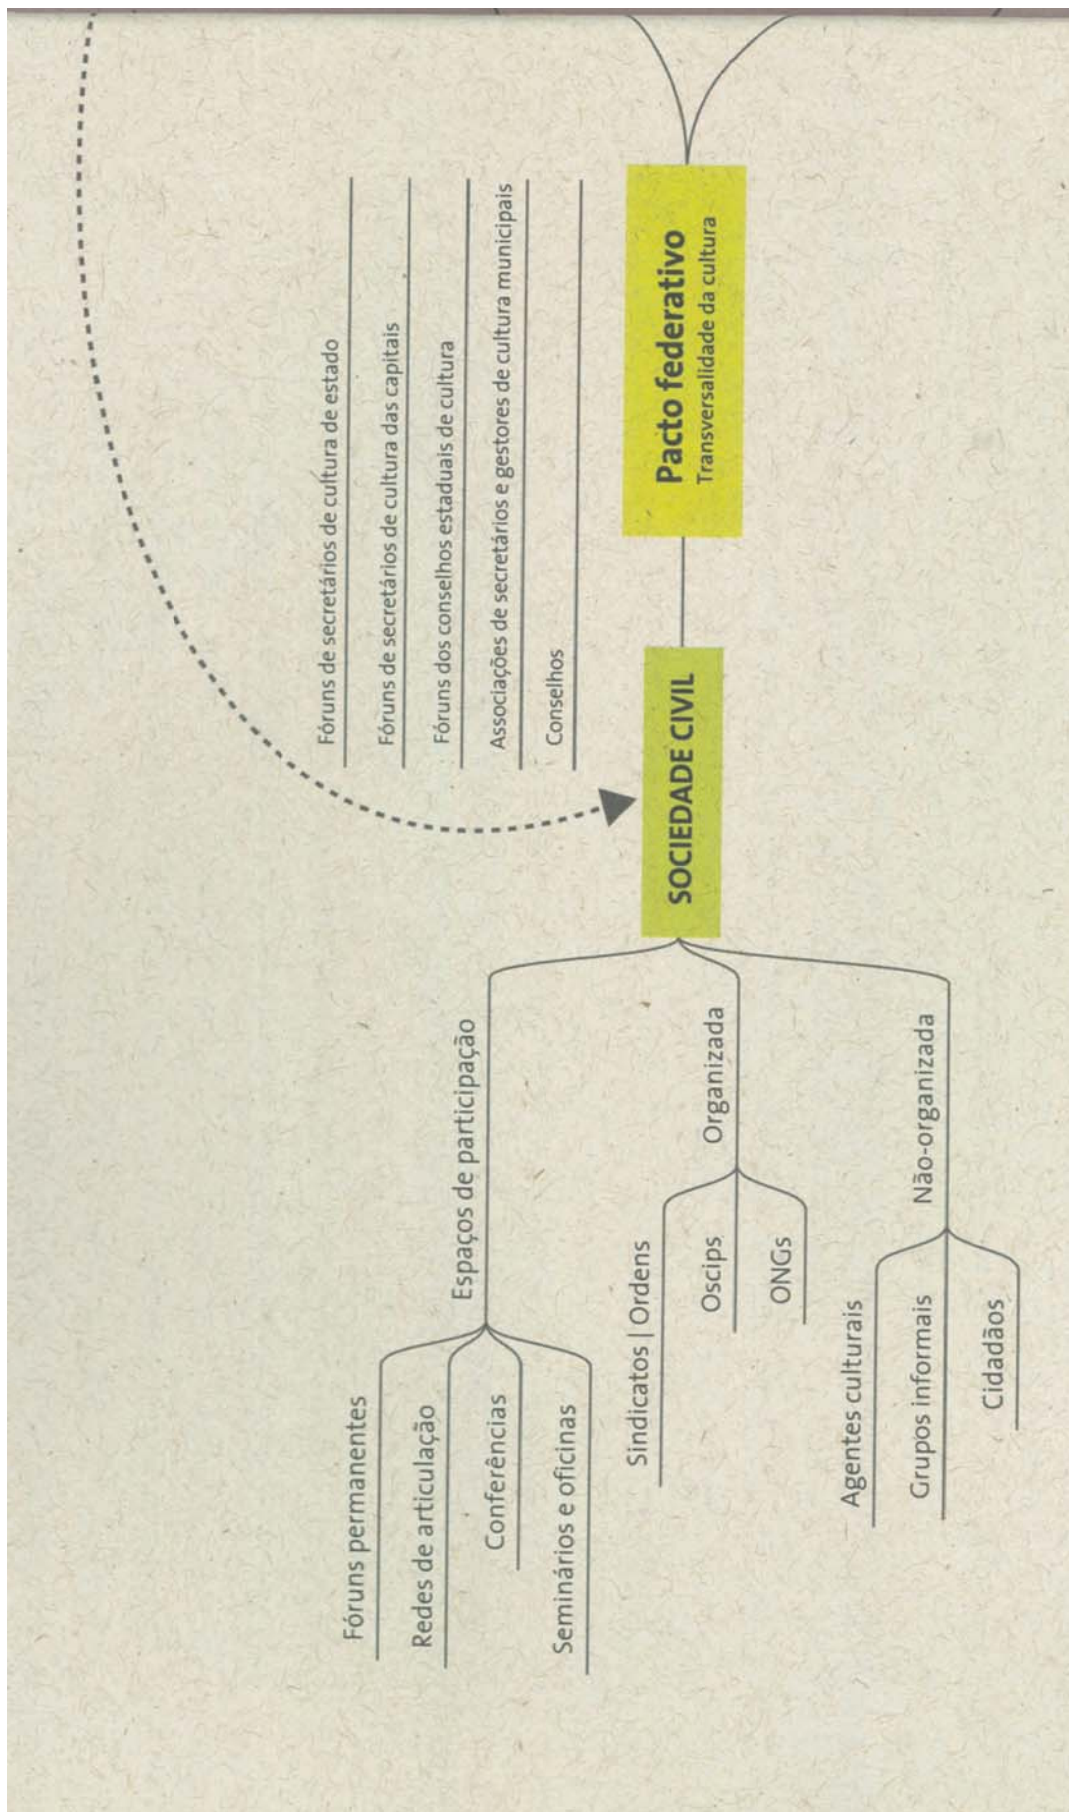 Fóruns permanentes
Redes de articulação
Conferências
Seminários e oficinas
Espaços de participação
Sindicatos | Ordens
Oscips
ONGs
Organizada
Agentes culturais
Grupos informais
Cidadãos
Não-organizada
SOCIEDADE CIVIL
Fóruns de secretários de cultura de estado
Fóruns de secretários de cultura das capitais
Fóruns dos conselhos estaduais de cultura
Associações de secretários e gestores de cultura municipais
Conselhos
Pacto federativo
Transversalidade da cultura